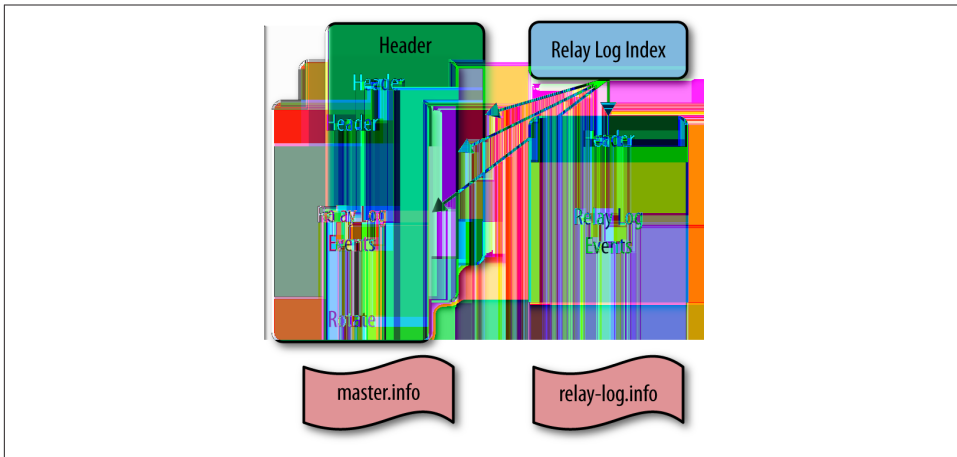 Header
Relay Log Index
Header
Header
Header
Relay Log
Events
Relay Log
Events
Rotate
master.info
relay-log.info